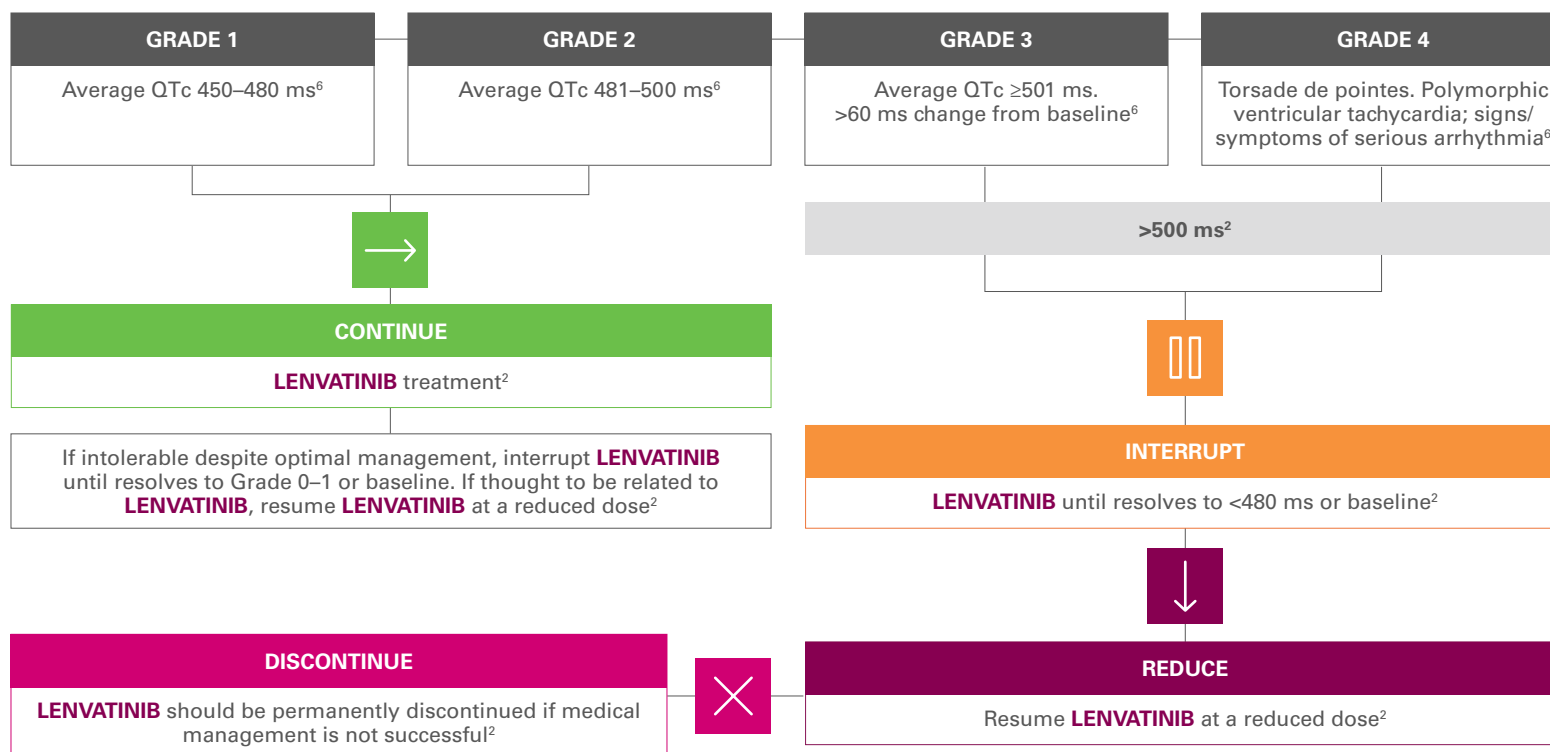 GRADE 1
Average QTc 450–480 ms⁶
GRADE 2
Average QTc 481–500 ms⁶
GRADE 3
Average QTc ≥501 ms.
>60 ms change from baseline⁶
GRADE 4
Torsade de pointes. Polymorphic
ventricular tachycardia; signs/
symptoms of serious arrhythmia⁶
>500 ms²
CONTINUE
LENVATINIB treatment²
If intolerable despite optimal management, interrupt LENVATINIB
until resolves to Grade 0–1 or baseline. If thought to be related to
LENVATINIB, resume LENVATINIB at a reduced dose²
INTERRUPT
LENVATINIB until resolves to <480 ms or baseline²
REDUCE
Resume LENVATINIB at a reduced dose²
DISCONTINUE
LENVATINIB should be permanently discontinued if medical
management is not successful²